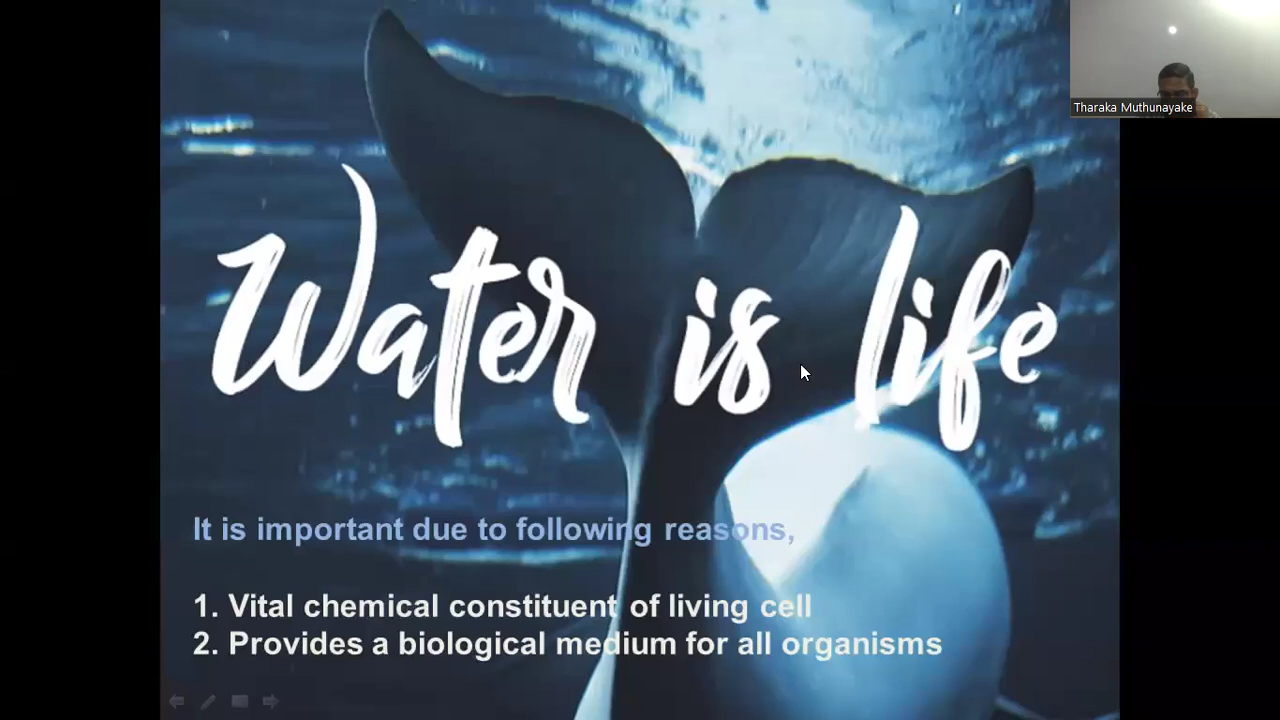 Tharaka Muthunayake
Water is life
It is important due to following reasons,
1. Vital chemical constituent of living cell
2. Provides a biological medium for all organisms